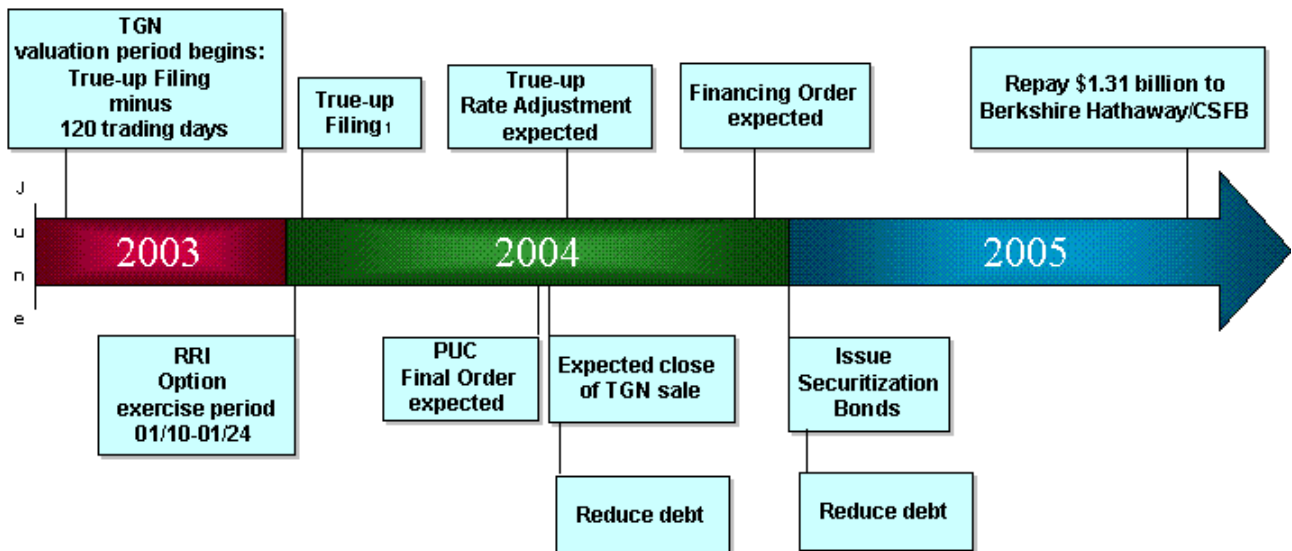 TGN
valuation period begins:
True-up Filing
minus
120 trading days
True-up
Filing 1
True-up
Rate Adjustment
expected
Financing Order
expected
Repay $1.31 billion to
Berkshire Hathaway/CSFB
J
u
n
e
2003
2004
2005
RRI
Option
exercise period
01/10-01/24
PUC
Final Order
expected
Expected close
of TGN sale
Issue
Securitization
Bonds
Reduce debt
Reduce debt